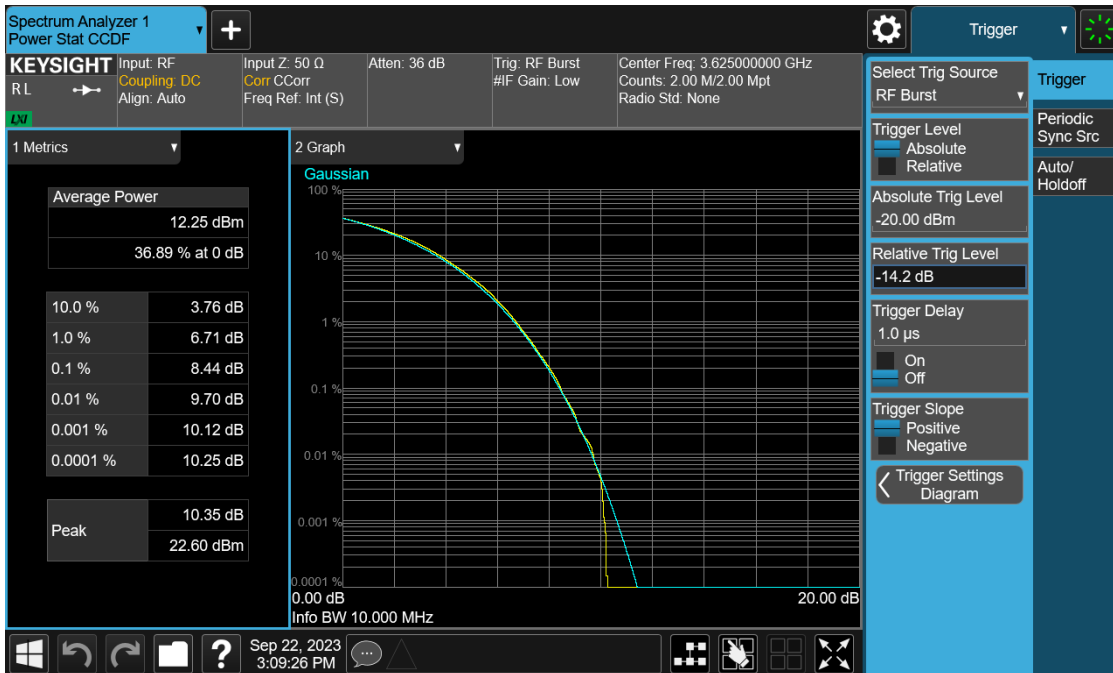 Spectrum Analyzer 1
Power Stat CCDF
+
Trigger
KEYSIGHT
R L
LXI
Input: RF
Coupling: DC
Align: Auto
Input Z: 50 Ω
Corr CCorr
Freq Ref: Int (S)
Atten: 36 dB
Trig: RF Burst
#IF Gain: Low
Center Freq: 3.625000000 GHz
Counts: 2.00 M/2.00 Mpt
Radio Std: None
1 Metrics
Average Power
12.25 dBm
36.89 % at 0 dB
10.0 % 3.76 dB
1.0 % 6.71 dB
0.1 % 8.44 dB
0.01 % 9.70 dB
0.001 % 10.12 dB
0.0001 % 10.25 dB
Peak
10.35 dB
22.60 dBm
2 Graph
Gaussian
100 %
10 %
1 %
0.1 %
0.01 %
0.001 %
0.0001 %
0.00 dB 20.00 dB
Info BW 10.000 MHz
Select Trig Source
RF Burst
Trigger Level
Absolute
Relative
Absolute Trig Level
-20.00 dBm
Relative Trig Level
-14.2 dB
Trigger Delay
1.0 µs
On
Off
Trigger Slope
Positive
Negative
Trigger Settings
Diagram
Trigger
Periodic
Sync Src
Auto/
Holdoff
?
Sep 22, 2023
3:09:26 PM